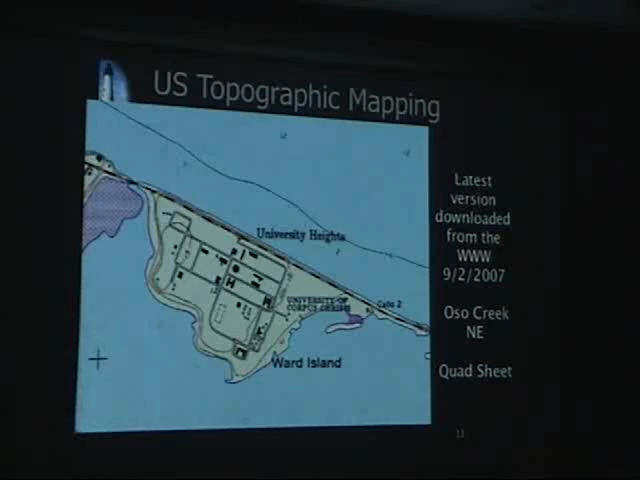 US Topographic Mapping
University Heights
UNIVERSITY OF
CORPUS CHRISTI
Ward Island
Latest
version
downloaded
from the
WWW
9/2/2007
Oso Creek
NE
Quad Sheet